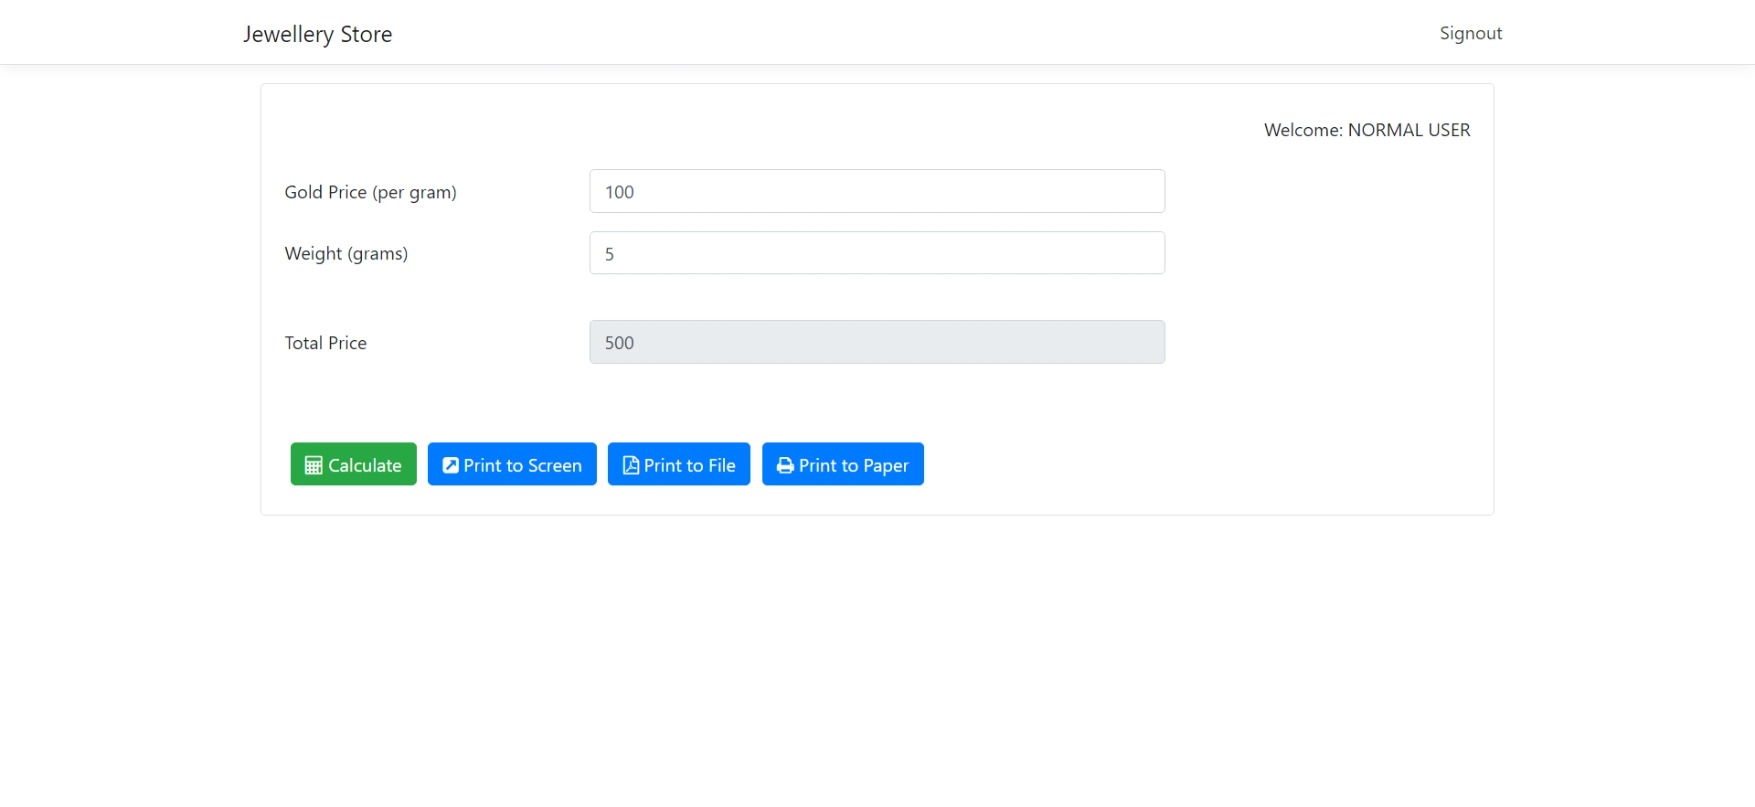 Jewellery Store Signout
Welcome: NORMAL USER
Gold Price (per gram) 100
Weight (grams) 5
Total Price 500
Calculate Print to Screen Print to File Print to Paper